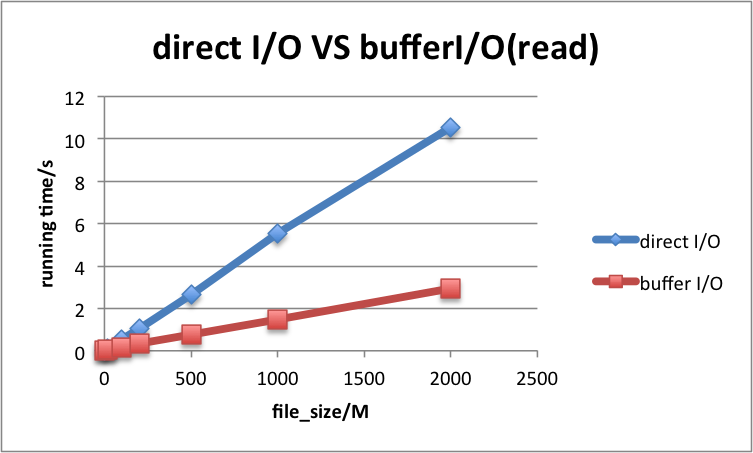 direct I/O VS bufferI/O(read)
running time/s
12
10
8
6
4
2
0
0 500 1000 1500 2000 2500
file_size/M
direct I/O
buffer I/O